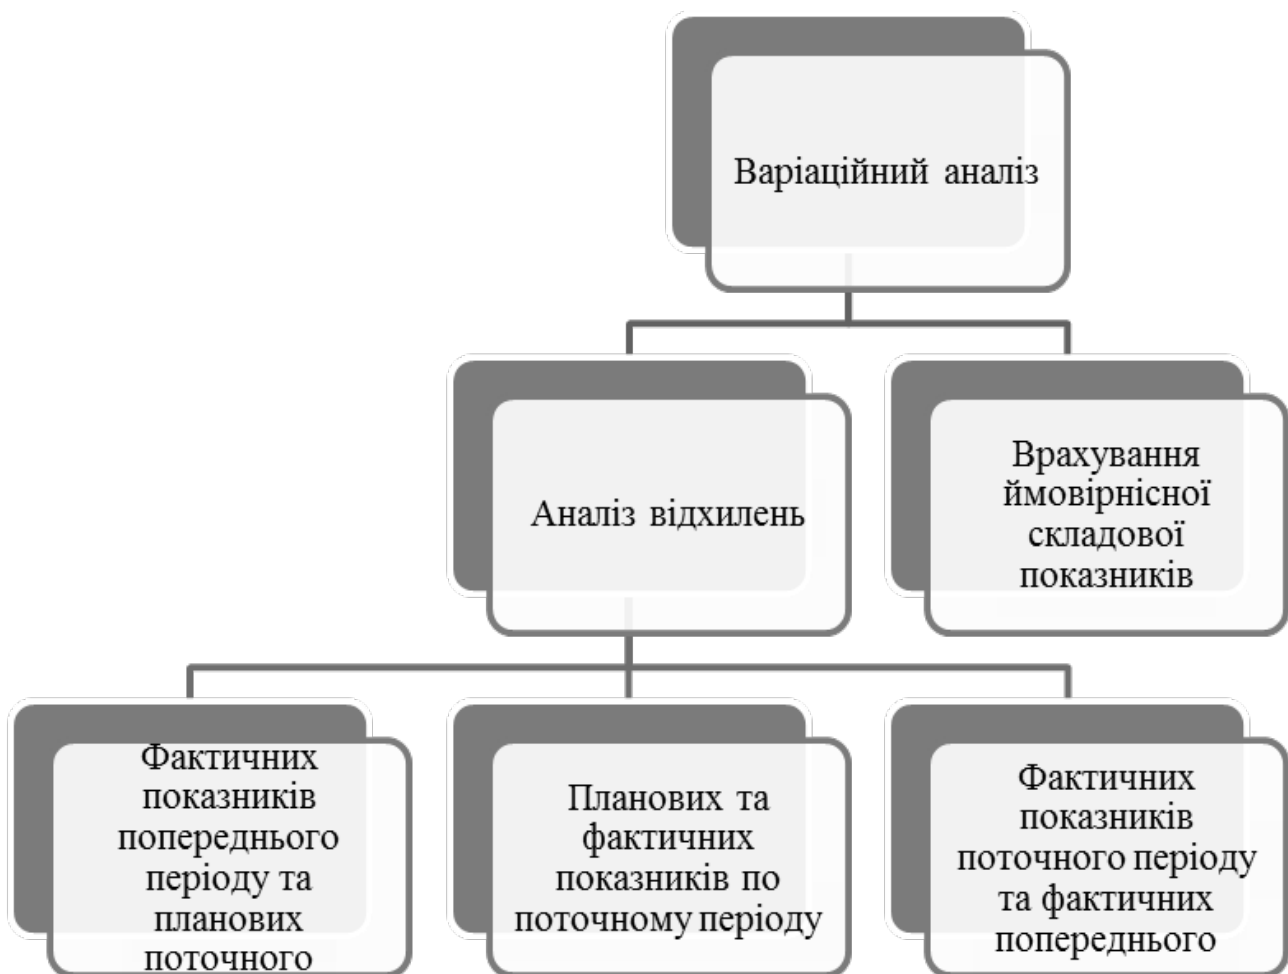 Варіаційний аналіз
Аналіз відхилень
Врахування
ймовірнісної
складової
показників
Фактичних
показників
попереднього
періоду та
планових
поточного
Планових та
фактичних
показників по
поточному періоду
Фактичних
показників
поточного періоду
та фактичних
попереднього